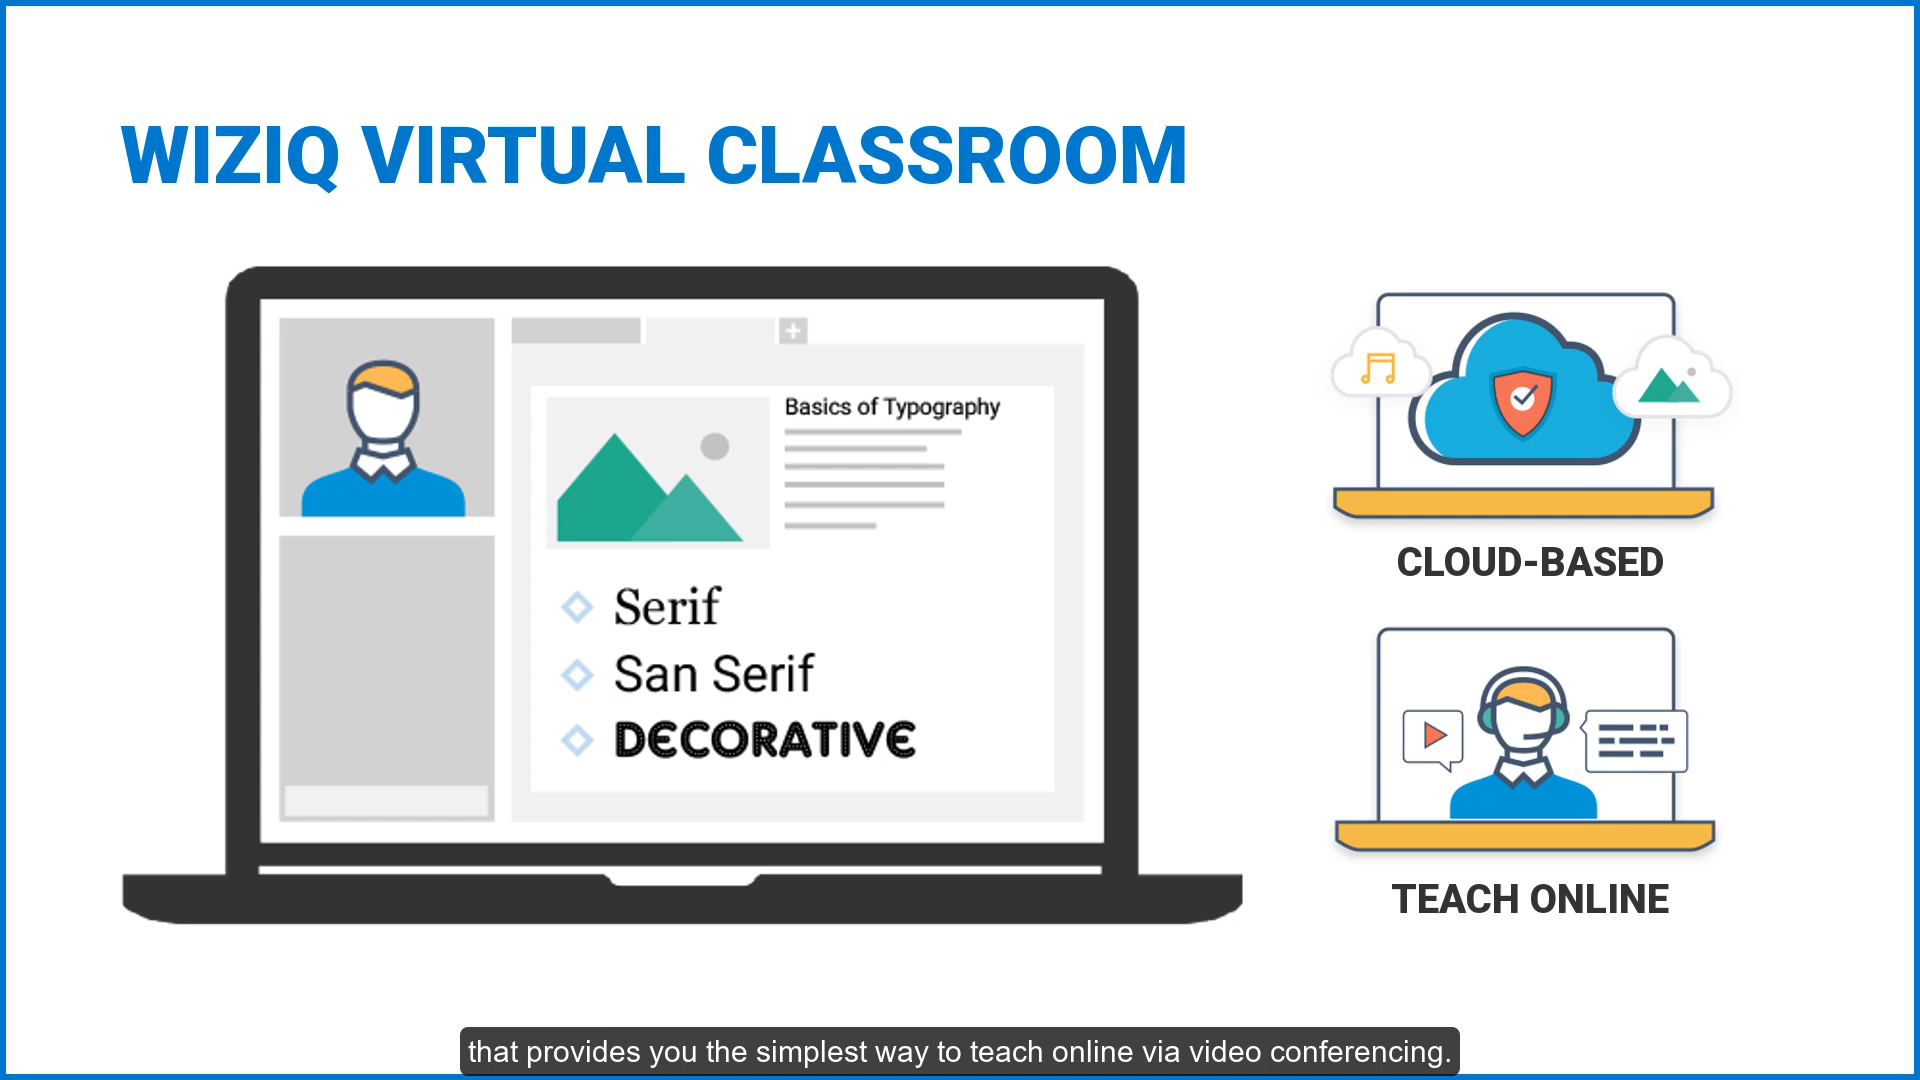 WIZIQ VIRTUAL CLASSROOM
Basics of Typography
Serif
San Serif
DECORATIVE
CLOUD-BASED
TEACH ONLINE
that provides you the simplest way to teach online via video conferencing.